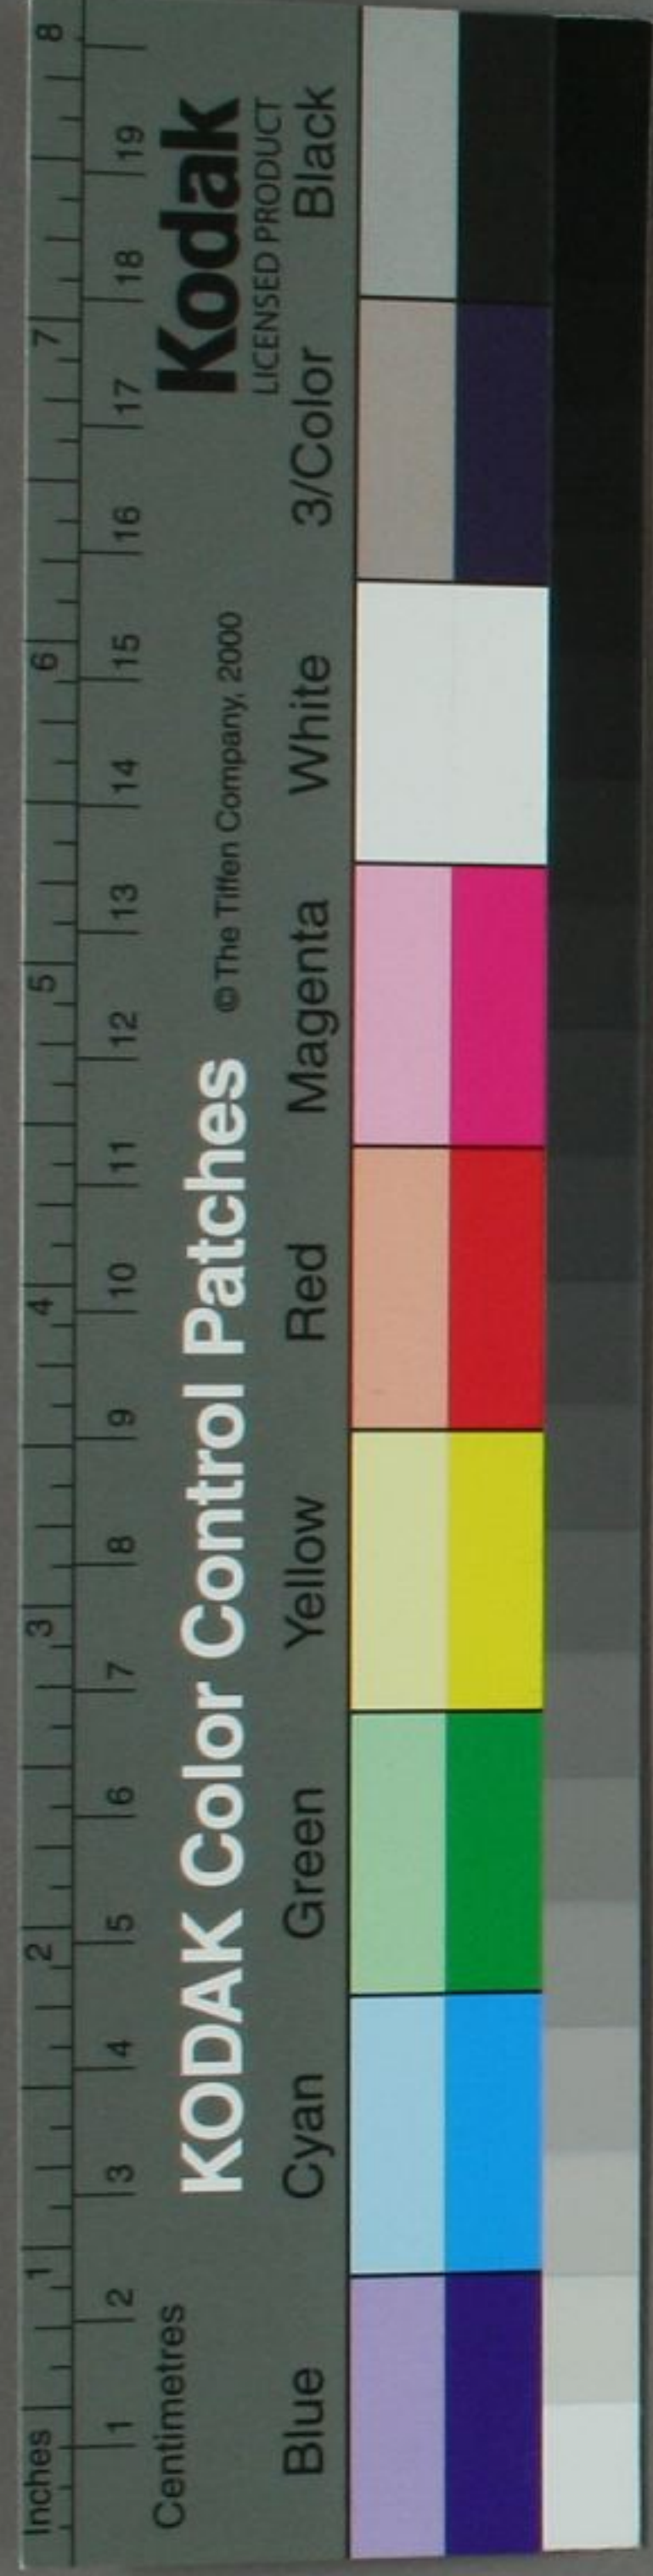 Inches 1 2 3 4 5 6 7 8
1 2 3 4 5 6 7 8 9 10 11 12 13 14 15 16 17 18 19
Centimetres
KODAK Color Control Patches © The Tiffen Company, 2000 Kodak
LICENSED PRODUCT
Blue Cyan Green Yellow Red Magenta White 3/Color Black